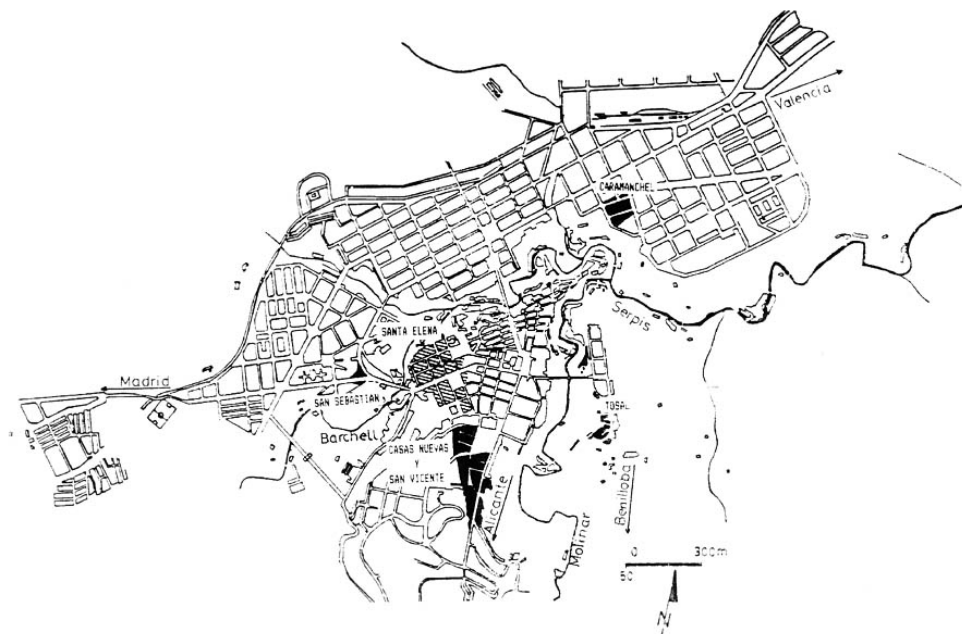 Valencia
CARAMANCHEL
Serpis
SANTA ELENA
Madrid
SAN SEBASTIAN
TOSAL
Barchell
CASAS NUEVAS
Y
SAN VICENTE
Alicante
Benilloba
Molinar
0 300m
50
N